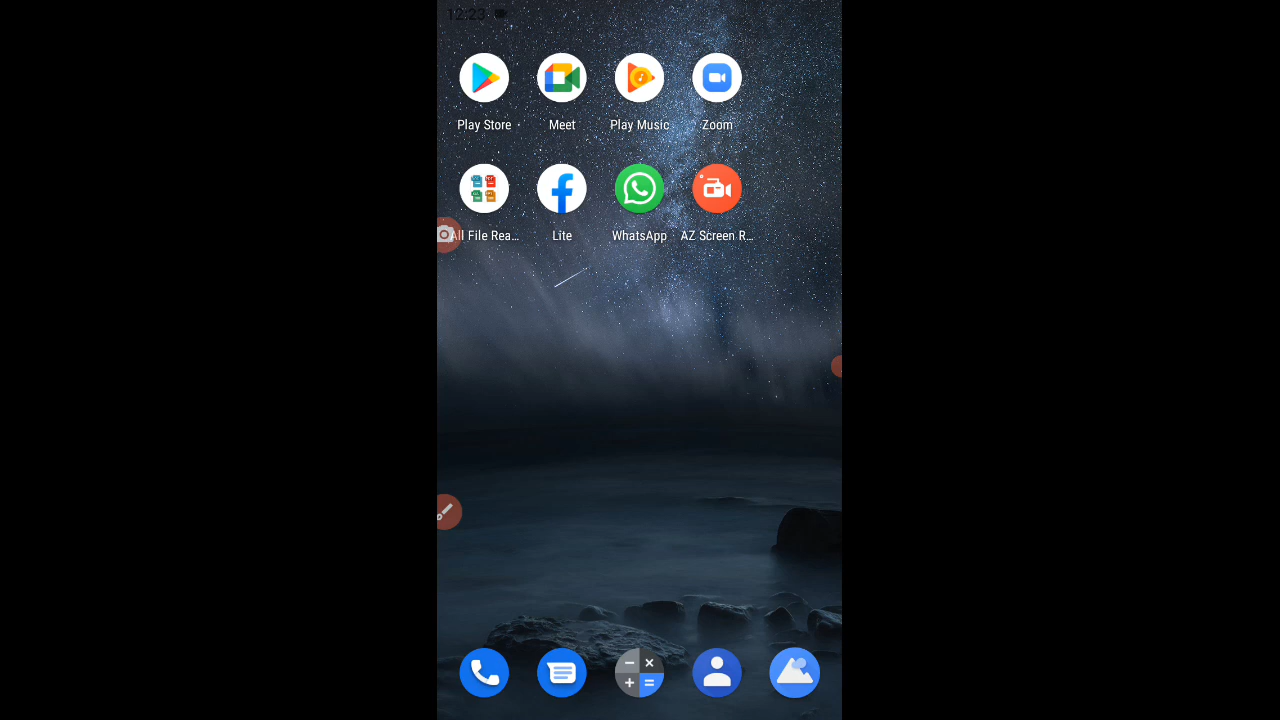 12:23
Play Store
Meet
Play Music
Zoom
All File Rea...
Lite
WhatsApp
AZ Screen R...